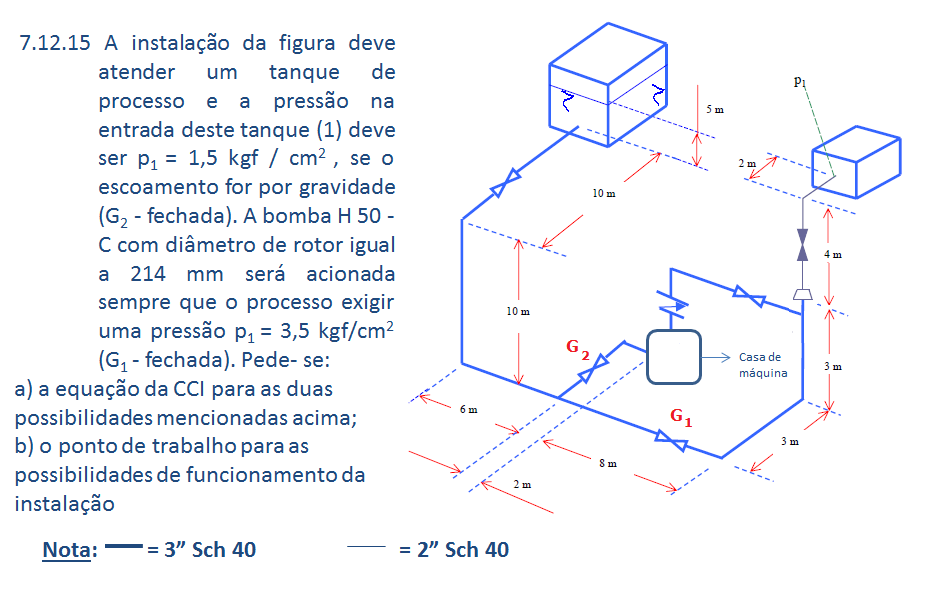 7.12.15 A instalação da figura deve
atender um tanque de
processo e a pressão na
entrada deste tanque (1) deve
ser p1 = 1,5 kgf / cm2 , se o
escoamento for por gravidade
(G2 - fechada). A bomba H 50 -
C com diâmetro de rotor igual
a 214 mm será acionada
sempre que o processo exigir
uma pressão p1 = 3,5 kgf/cm2
(G1 - fechada). Pede- se:
a) a equação da CCI para as duas
possibilidades mencionadas acima;
b) o ponto de trabalho para as
possibilidades de funcionamento da
instalação
Nota: = 3” Sch 40
= 2” Sch 40
P1
5 m
2 m
10 m
4 m
10 m
G2
Casa de
máquina
3 m
6 m
G1
3 m
8 m
2 m